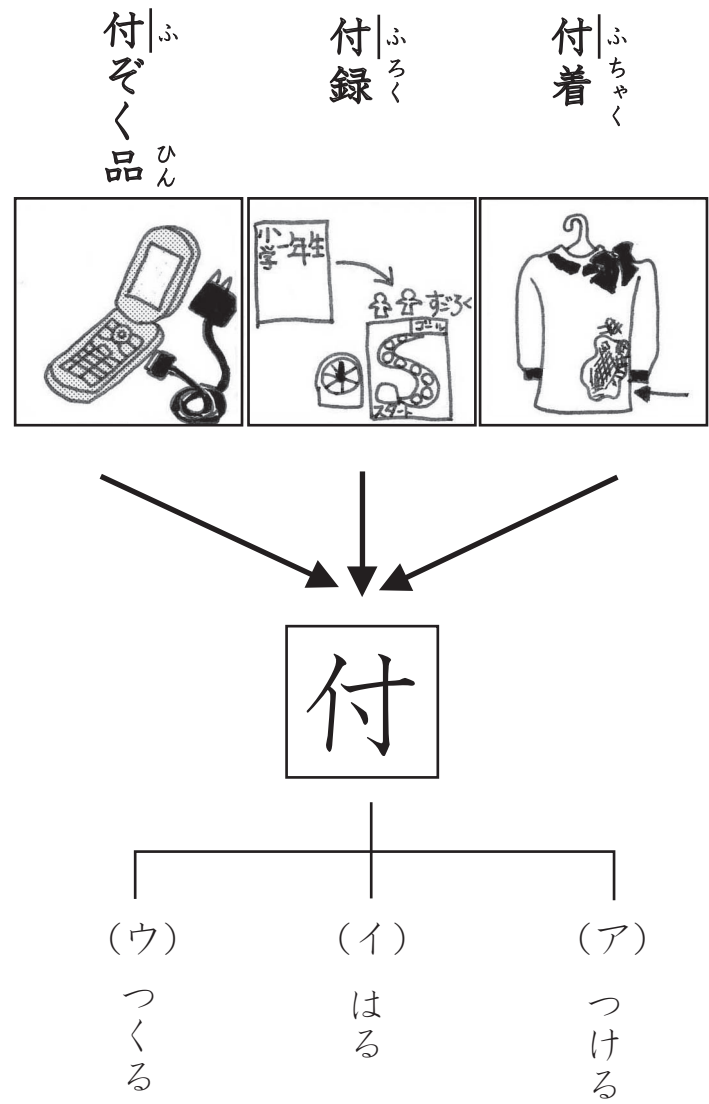 付着
ふちゃく
付録
ふろく
付ぞく品
ふ
ひん
小学一年生
すごろく
ゴール
スタート
付
(ア) つける
(イ) はる
(ウ) つくる